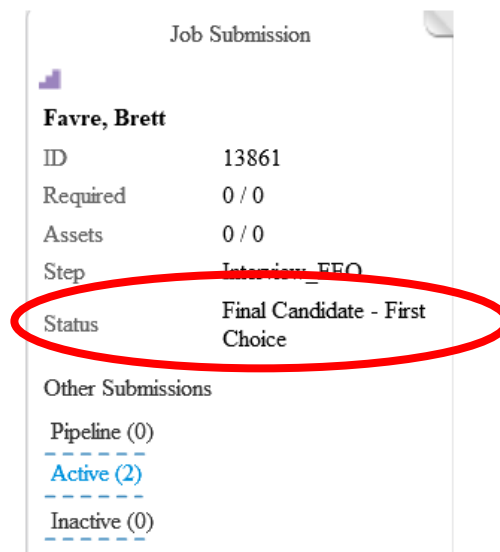 Job Submission
Favre, Brett
ID 13861
Required 0 / 0
Assets 0 / 0
Step Interview_EEO
Status Final Candidate - First
Choice
Other Submissions
Pipeline (0)
Active (2)
Inactive (0)